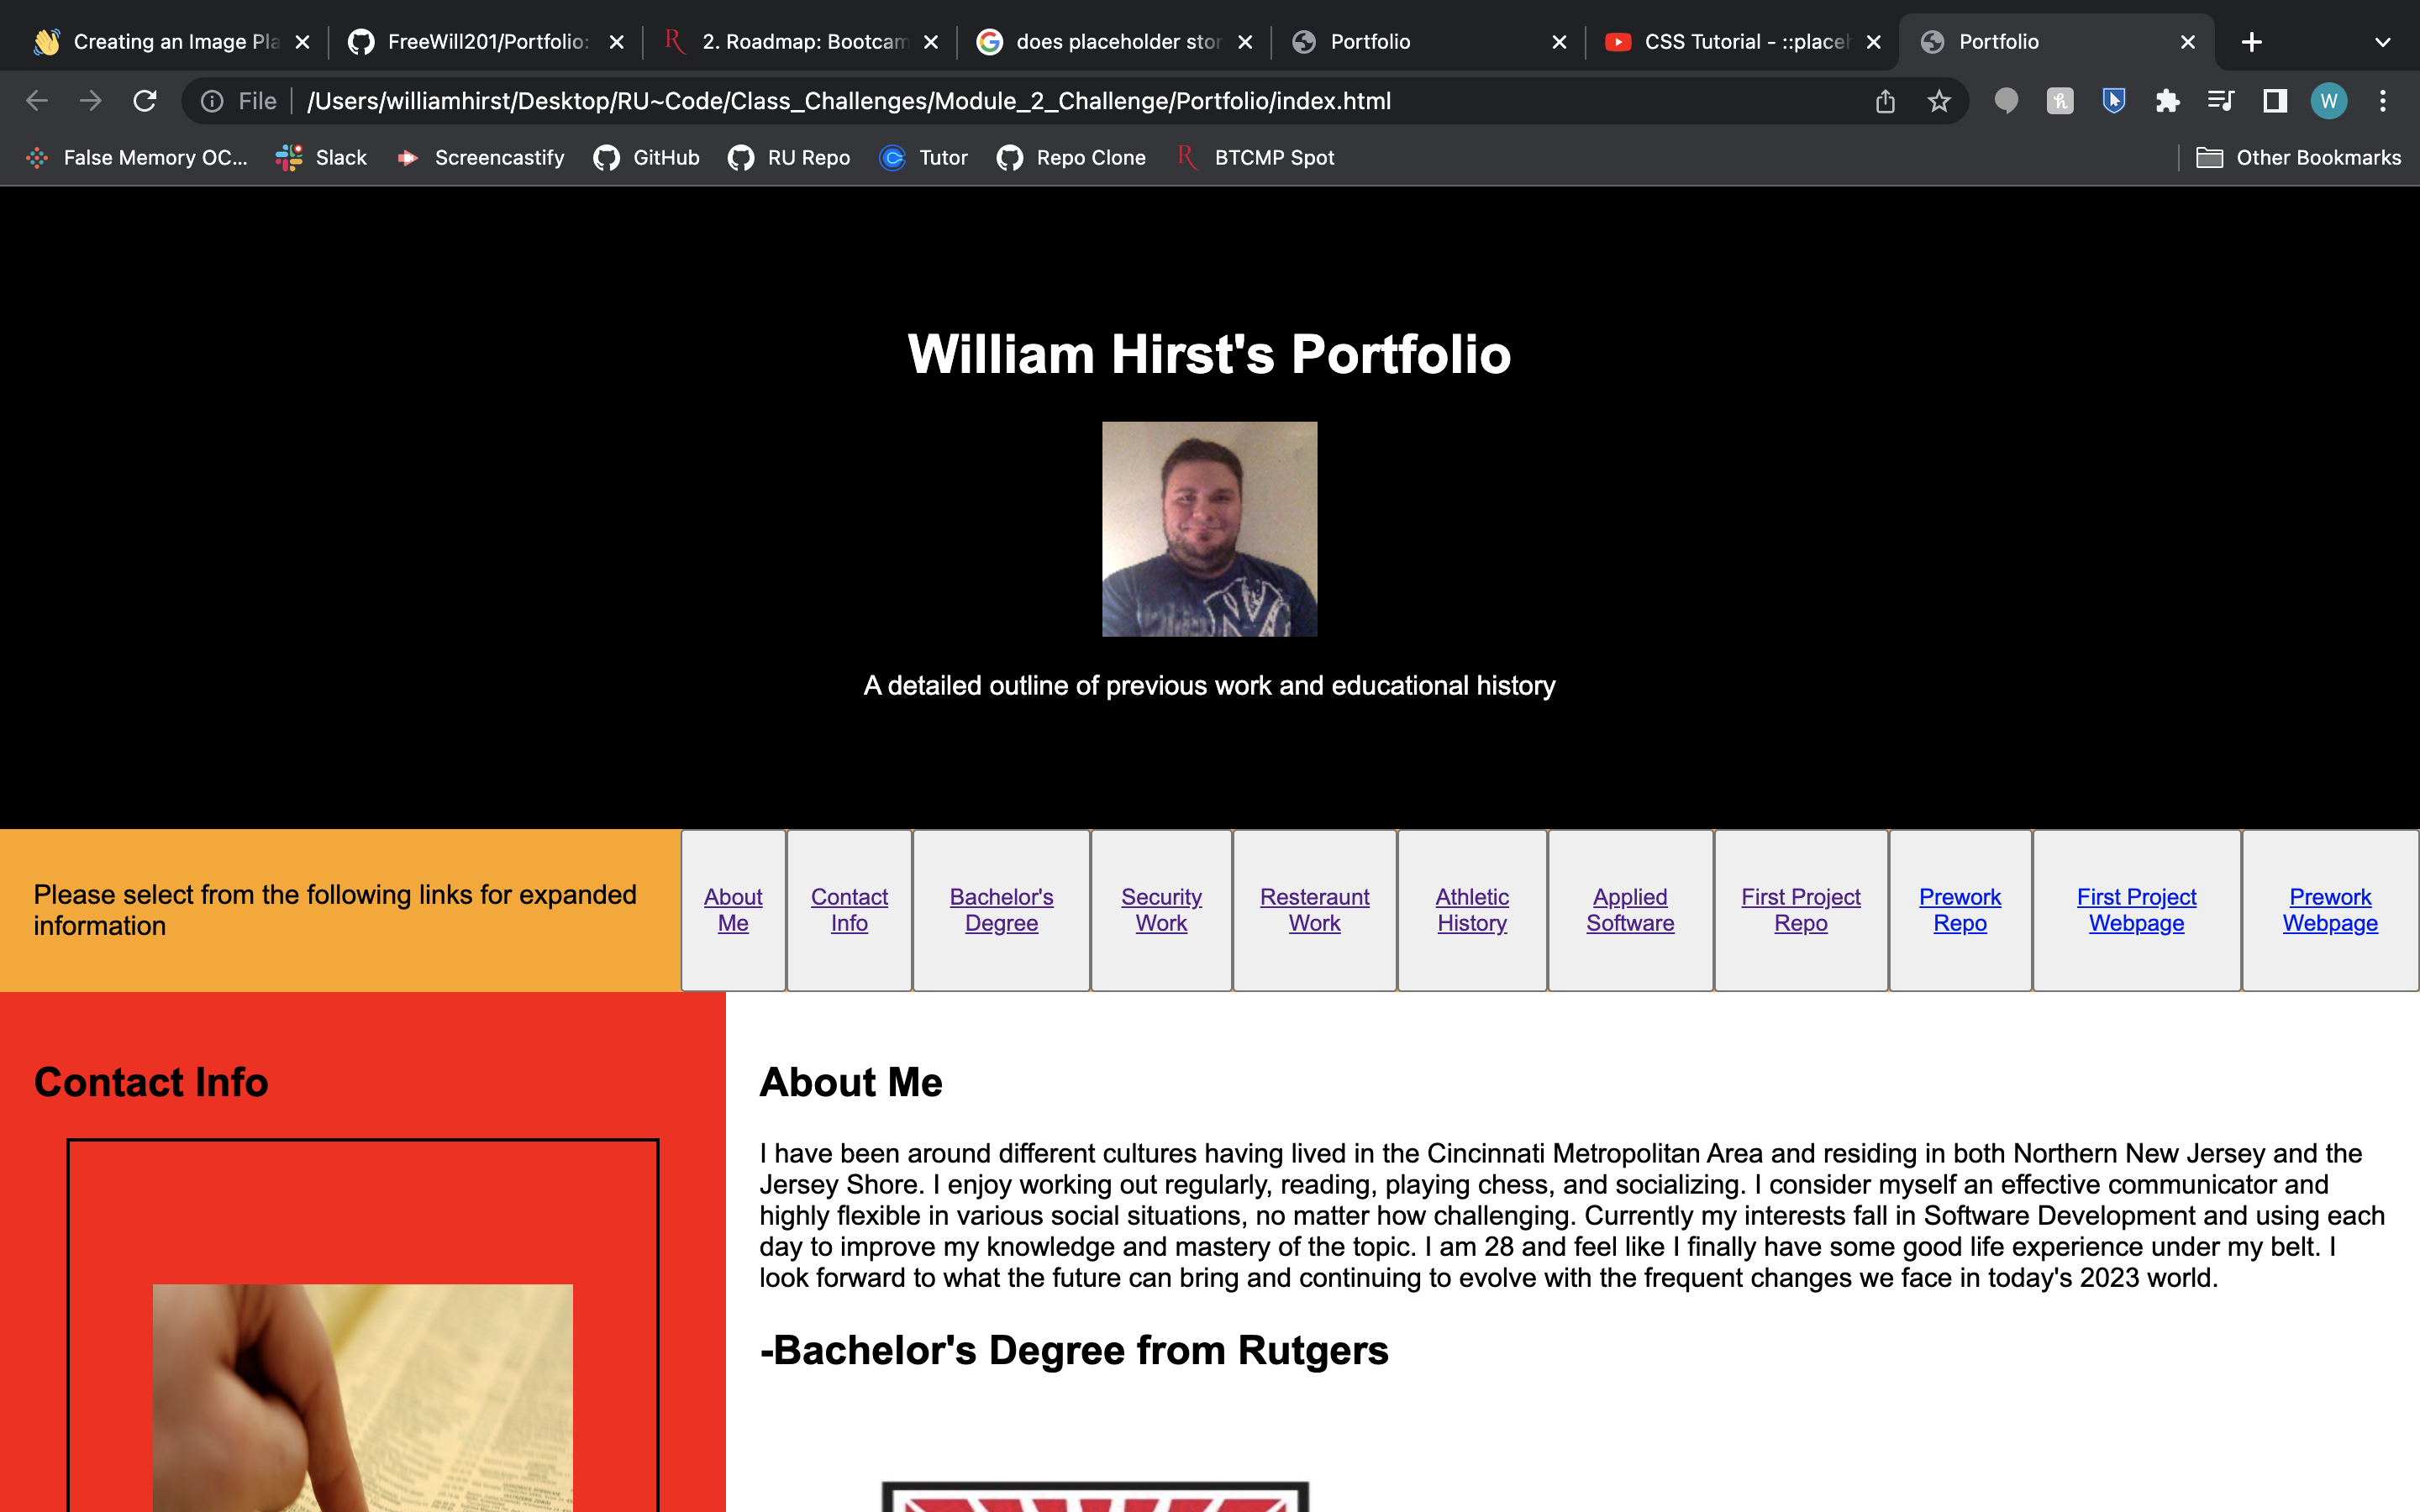 Creating an Image Pla
FreeWill201/Portfolio:
2. Roadmap: Bootcam
does placeholder stor
Portfolio
CSS Tutorial - ::placeh
Portfolio
File
/Users/williamhirst/Desktop/RU~Code/Class_Challenges/Module_2_Challenge/Portfolio/index.html
W
False Memory OC...
Slack
Screencastify
GitHub
RU Repo
Tutor
Repo Clone
BTCMP Spot
Other Bookmarks
William Hirst's Portfolio
A detailed outline of previous work and educational history
Please select from the following links for expanded
information
About
Me
Contact
Info
Bachelor's
Degree
Security
Work
Resteraunt
Work
Athletic
History
Applied
Software
First Project
Repo
Prework
Repo
First Project
Webpage
Prework
Webpage
Contact Info
About Me
I have been around different cultures having lived in the Cincinnati Metropolitan Area and residing in both Northern New Jersey and the
Jersey Shore. I enjoy working out regularly, reading, playing chess, and socializing. I consider myself an effective communicator and
highly flexible in various social situations, no matter how challenging. Currently my interests fall in Software Development and using each
day to improve my knowledge and mastery of the topic. I am 28 and feel like I finally have some good life experience under my belt. I
look forward to what the future can bring and continuing to evolve with the frequent changes we face in today's 2023 world.
-Bachelor's Degree from Rutgers